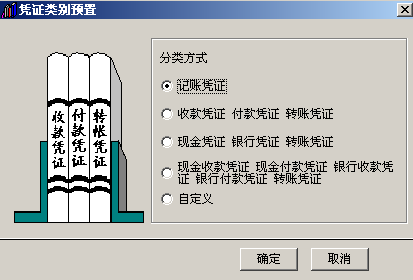 凭证类别预置
分类方式
记账凭证
收款凭证 付款凭证 转账凭证
现金凭证 银行凭证 转账凭证
现金收款凭证 现金付款凭证 银行收款凭
证 银行付款凭证 转账凭证
自定义
收款凭证
付款凭证
转帐凭证
确定
取消